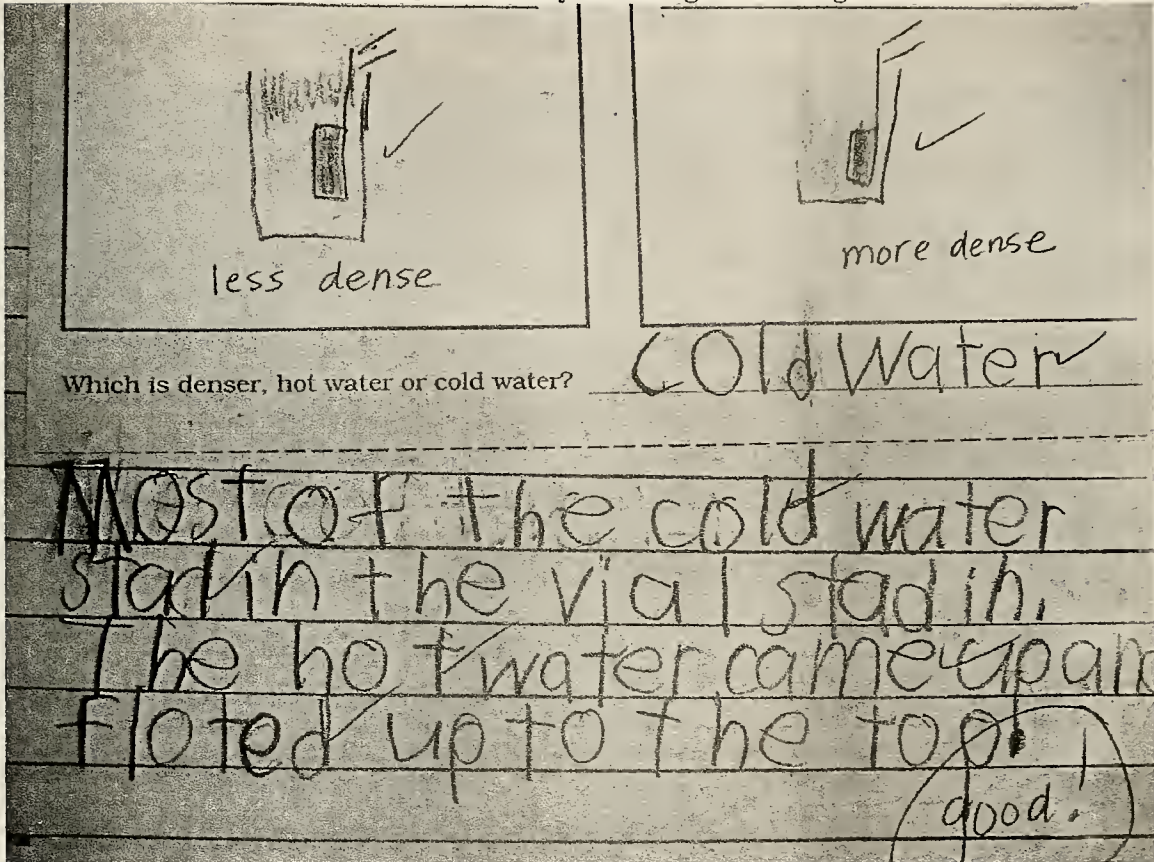 less dense
more dense
Which is denser, hot water or cold water? cold water
Most of the cold water
stad in the vial stad in.
The hot water came up an
floted up to the top.
good!